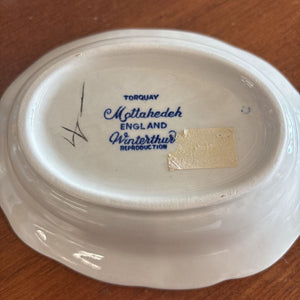 TORQUAY
Mottahedeh
ENGLAND
Winterthur
REPRODUCTION